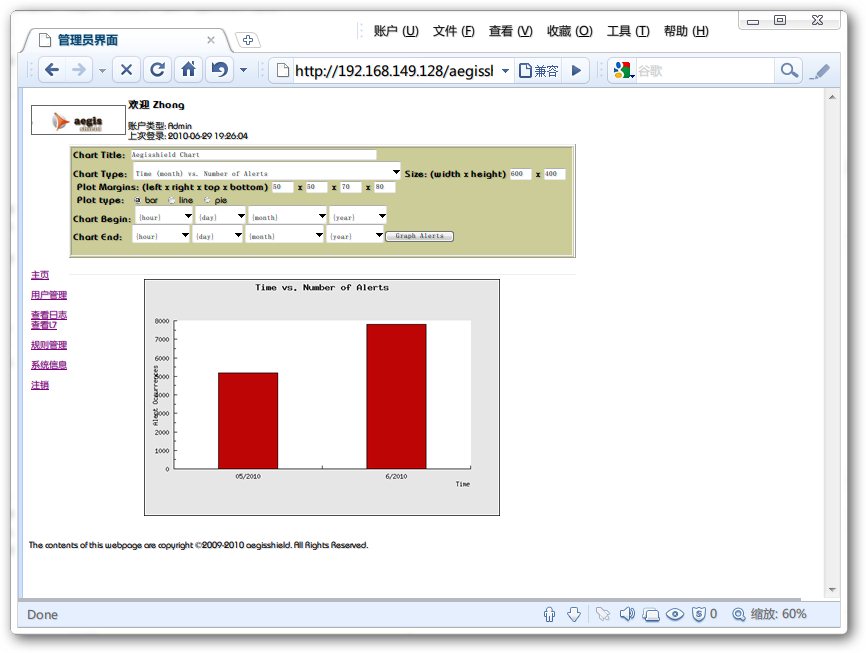 账户 (U) 文件 (F) 查看 (V) 收藏 (O) 工具 (T) 帮助 (H)
管理员界面
http://192.168.149.128/aegissl 兼容 谷歌
aegis
欢迎 Zhong
账户类型: Admin
上次登录: 2010-06-29 19:26:04
Chart Title: Aegisshield Chart
Chart Type: Time (month) vs. Number of Alerts Size: (width x height) 600 x 400
Plot Margins: (left x right x top x bottom) 50 x 50 x 70 x 80
Plot type: bar line pie
Chart Begin: (hour) (day) (month) (year)
Chart End: (hour) (day) (month) (year) Graph Alerts
主页
用户管理
查看日志
查看L7
规则管理
系统信息
注销
Time vs. Number of Alerts
8000
7000
6000
5000
4000
3000
2000
1000
0
Alert Occurrences
05/2010 6/2010
Time
The contents of this webpage are copyright ©2009-2010 aegisshield. All Rights Reserved.
Done 0 缩放: 60%